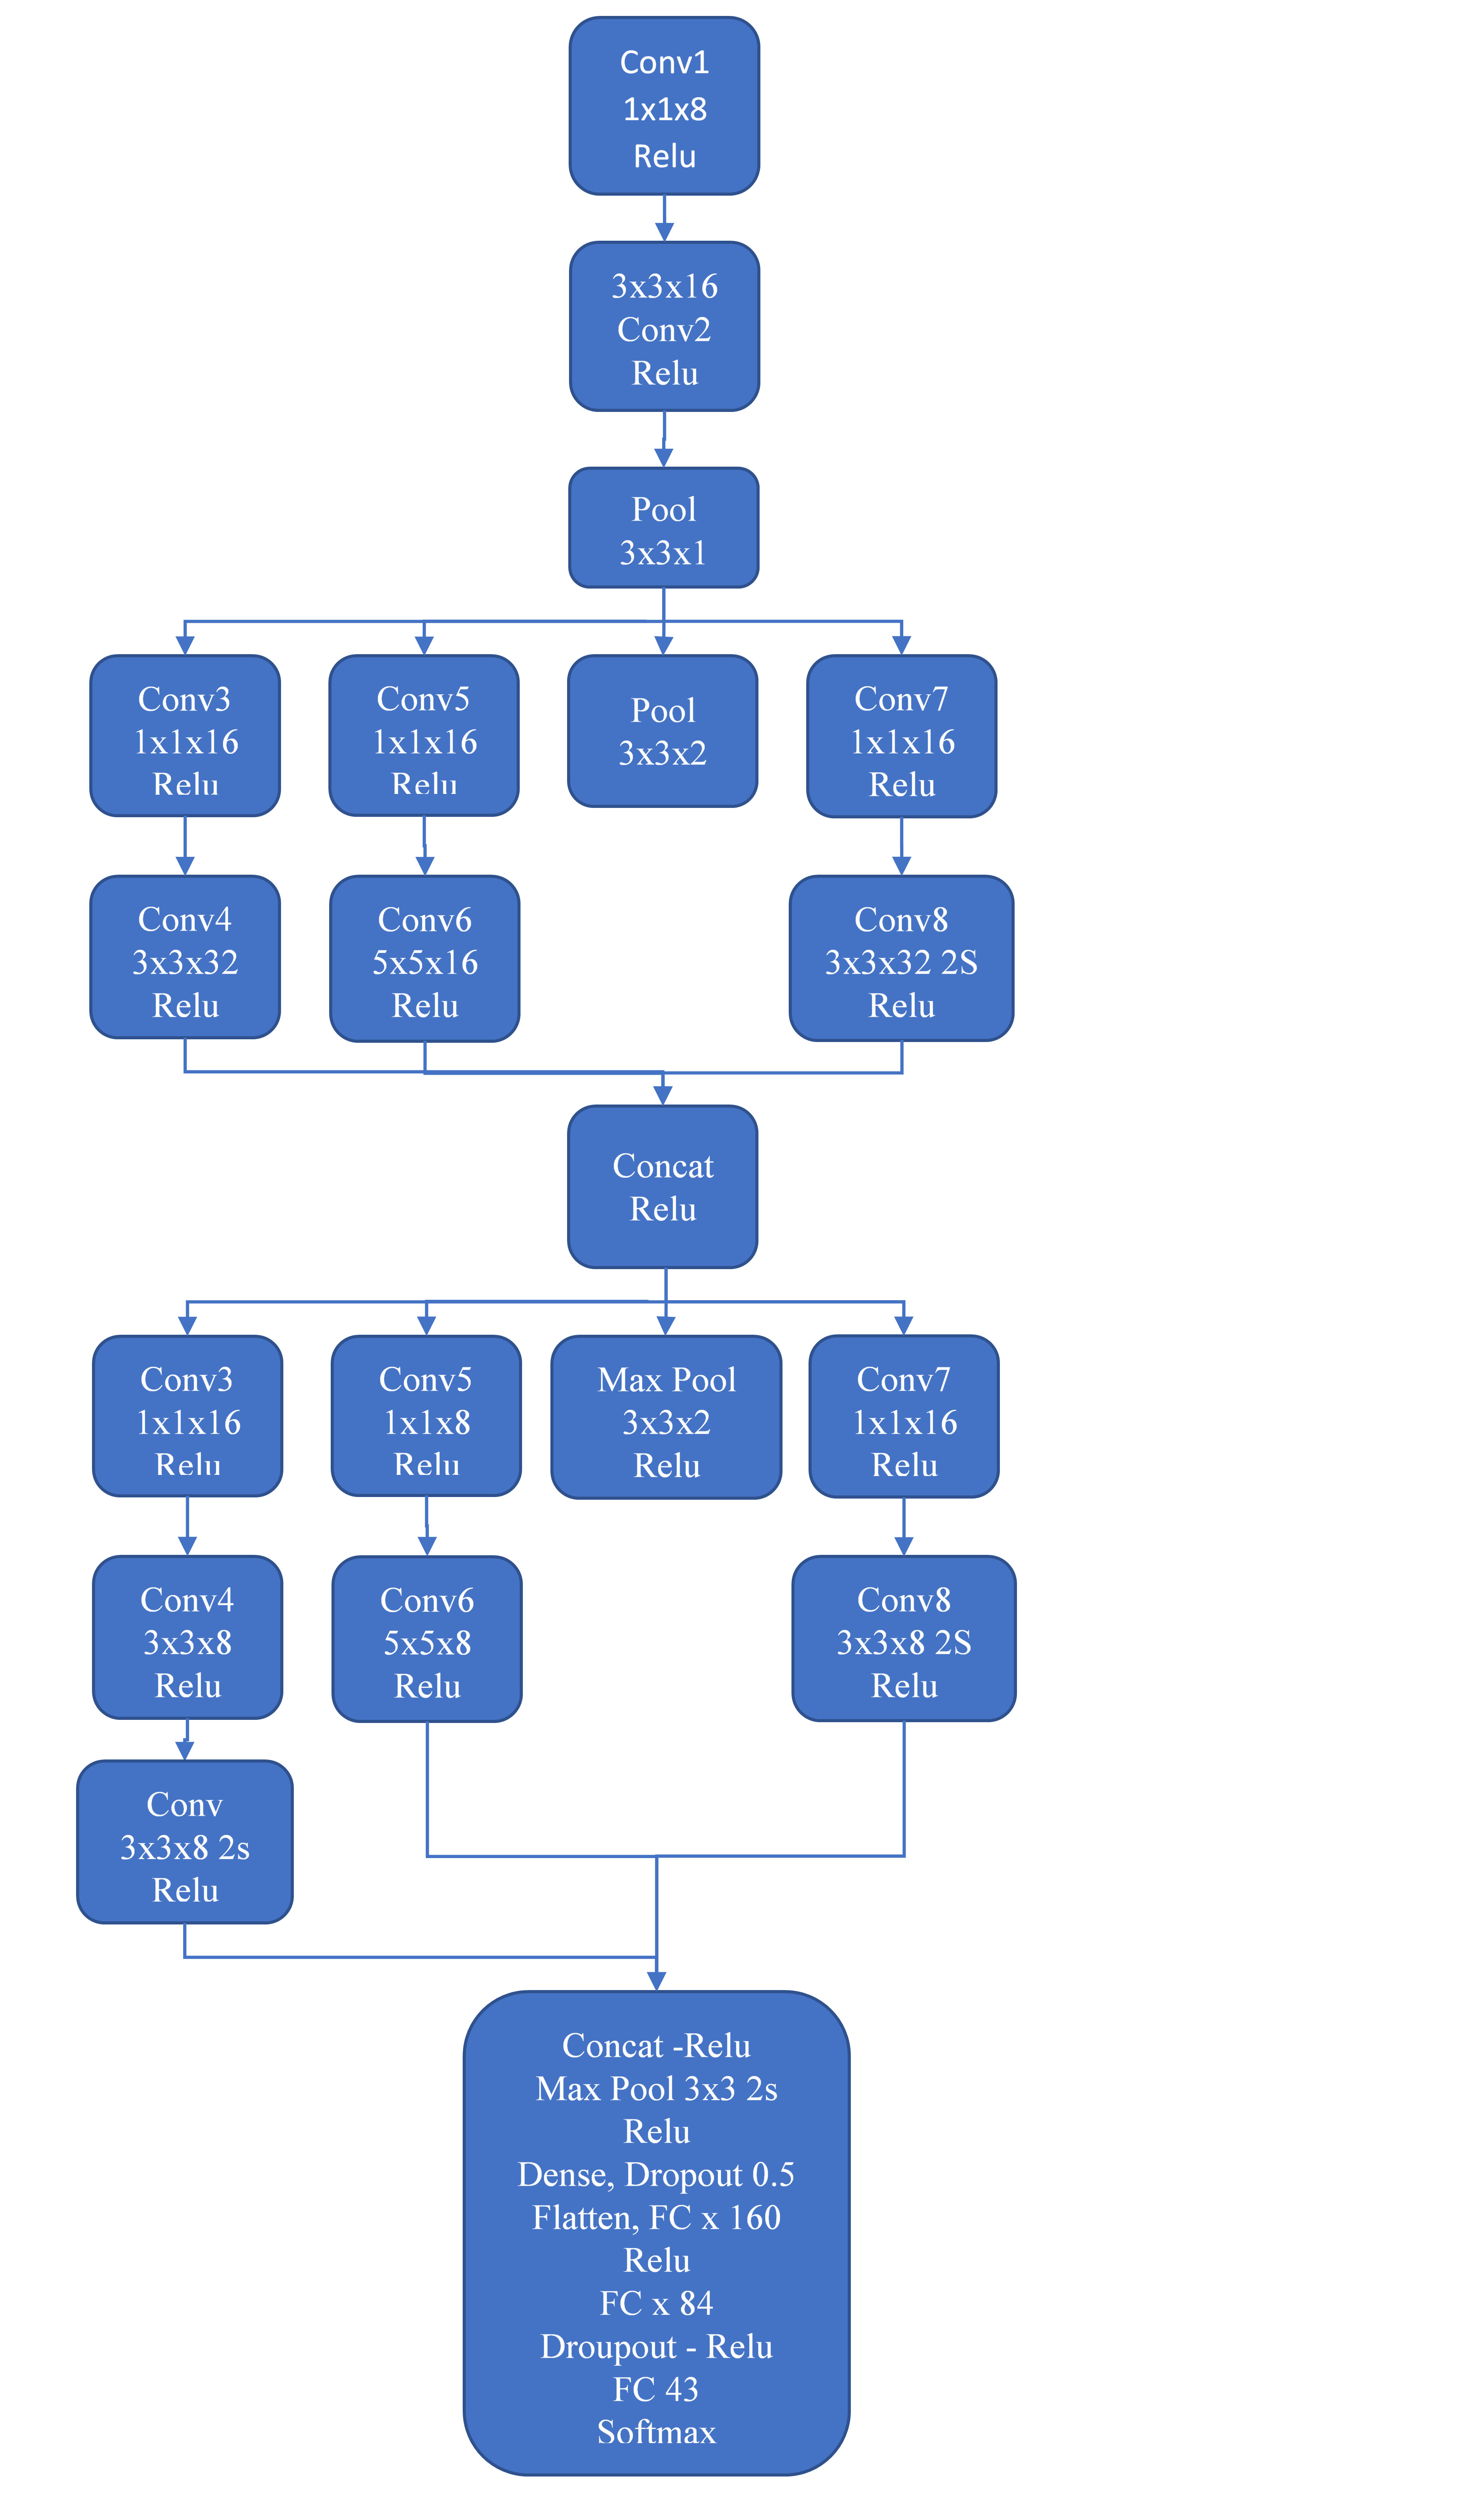 Conv1
1x1x8
Relu
3x3x16
Conv2
Relu
Pool
3x3x1
Conv3
1x1x16
Relu
Conv5
1x1x16
Relu
Pool
3x3x2
Conv7
1x1x16
Relu
Conv4
3x3x32
Relu
Conv6
5x5x16
Relu
Conv8
3x3x32 2S
Relu
Concat
Relu
Conv3
1x1x16
Relu
Conv5
1x1x8
Relu
Max Pool
3x3x2
Relu
Conv7
1x1x16
Relu
Conv4
3x3x8
Relu
Conv6
5x5x8
Relu
Conv8
3x3x8 2S
Relu
Conv
3x3x8 2s
Relu
Concat -Relu
Max Pool 3x3 2s
Relu
Dense, Dropout 0.5
Flatten, FC x 160
Relu
FC x 84
Droupout - Relu
FC 43
Softmax